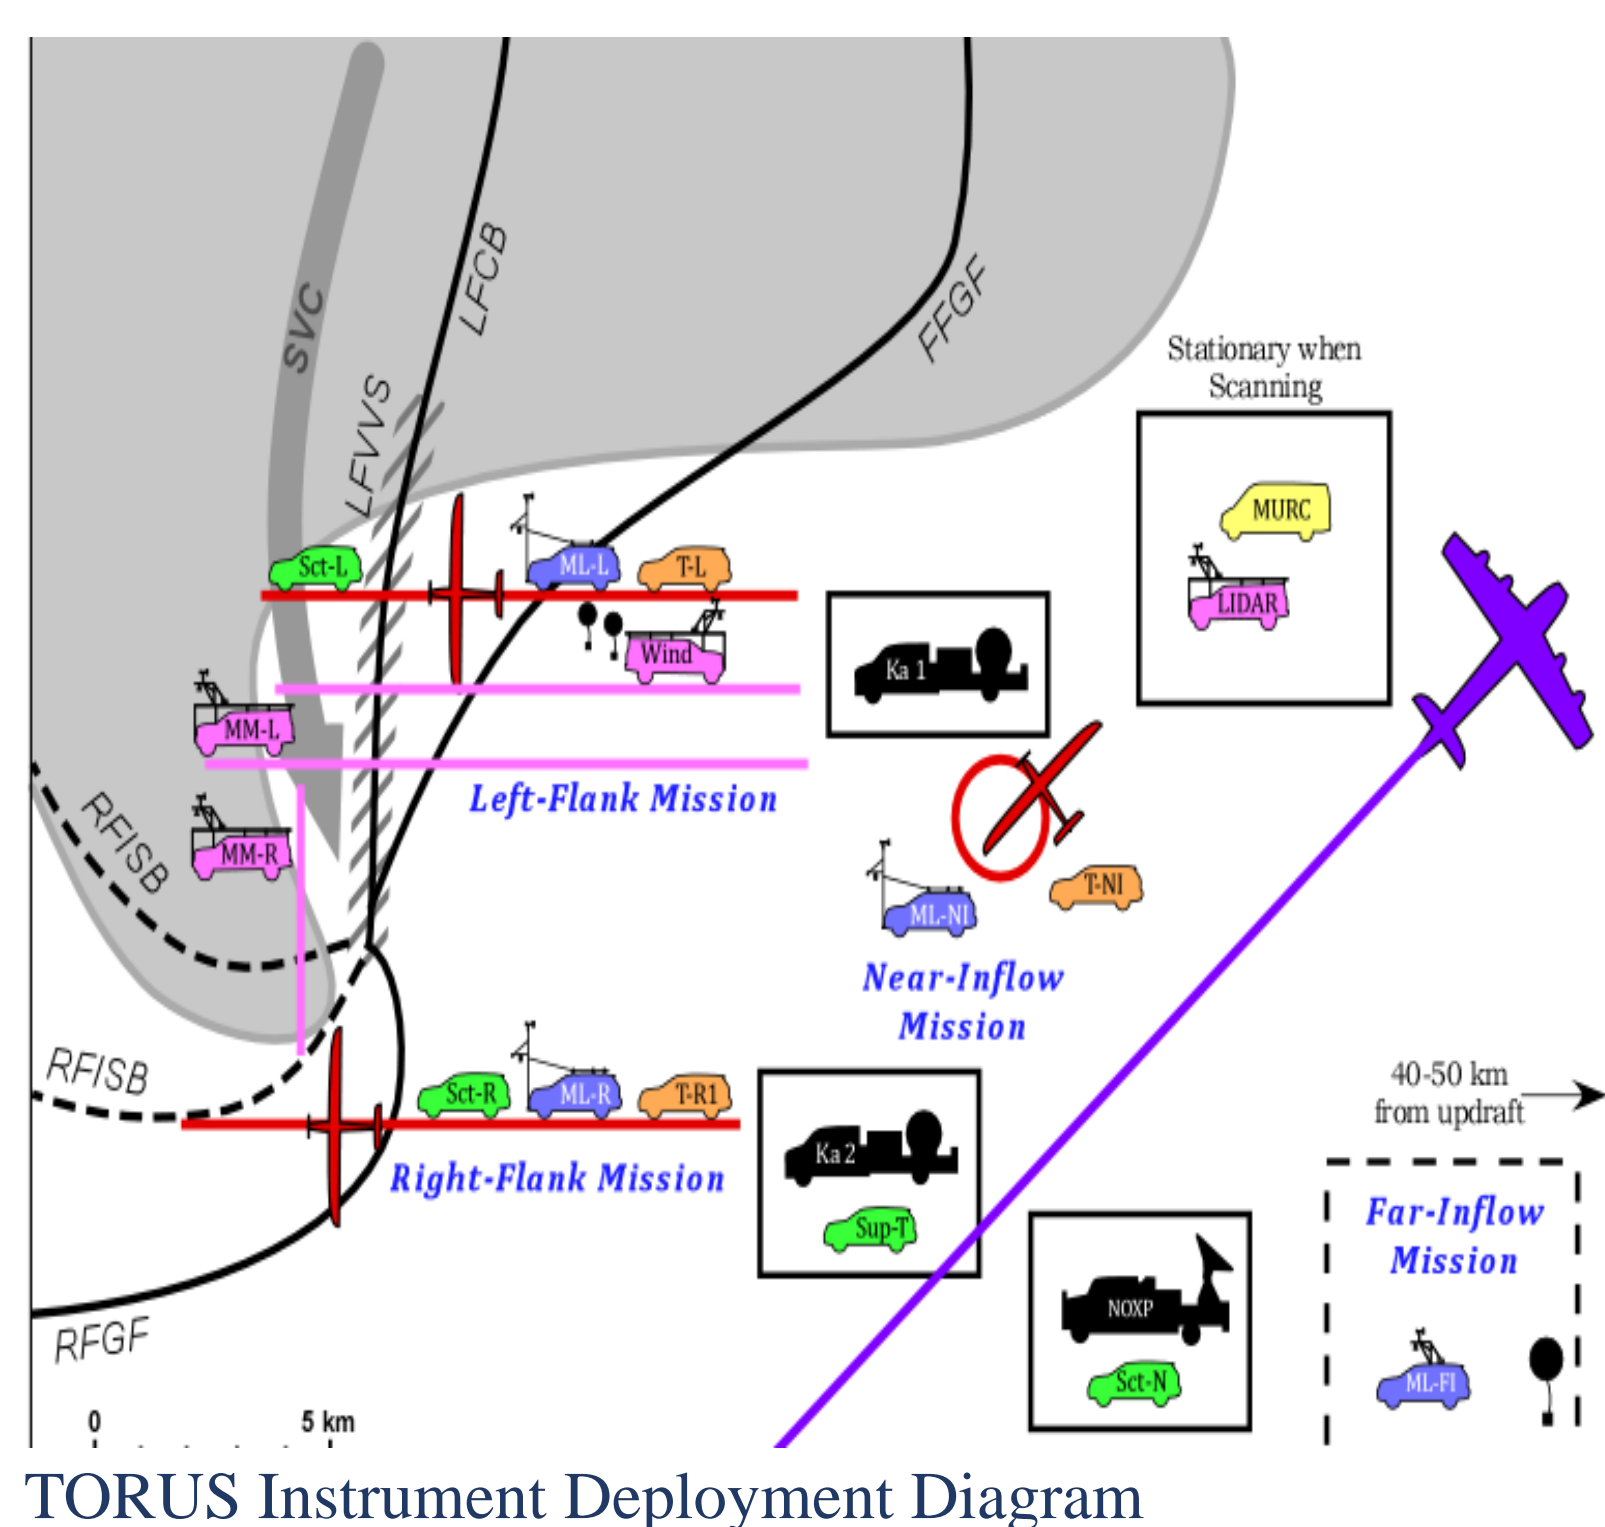 SVC
LFCB
LFVVS
FFGF
Stationary when
Scanning
MURC
LIDAR
Sct-L
ML-L
T-L
Wind
Ka 1
MM-L
Left-Flank Mission
MM-R
RFISB
T-NI
ML-NI
Near-Inflow
Mission
RFISB
Sct-R
ML-R
T-R1
Right-Flank Mission
Ka 2
Sup-T
40-50 km
from updraft
Far-Inflow
Mission
NOXP
Sct-N
ML-FI
RFGF
0
5 km
TORUS Instrument Deployment Diagram